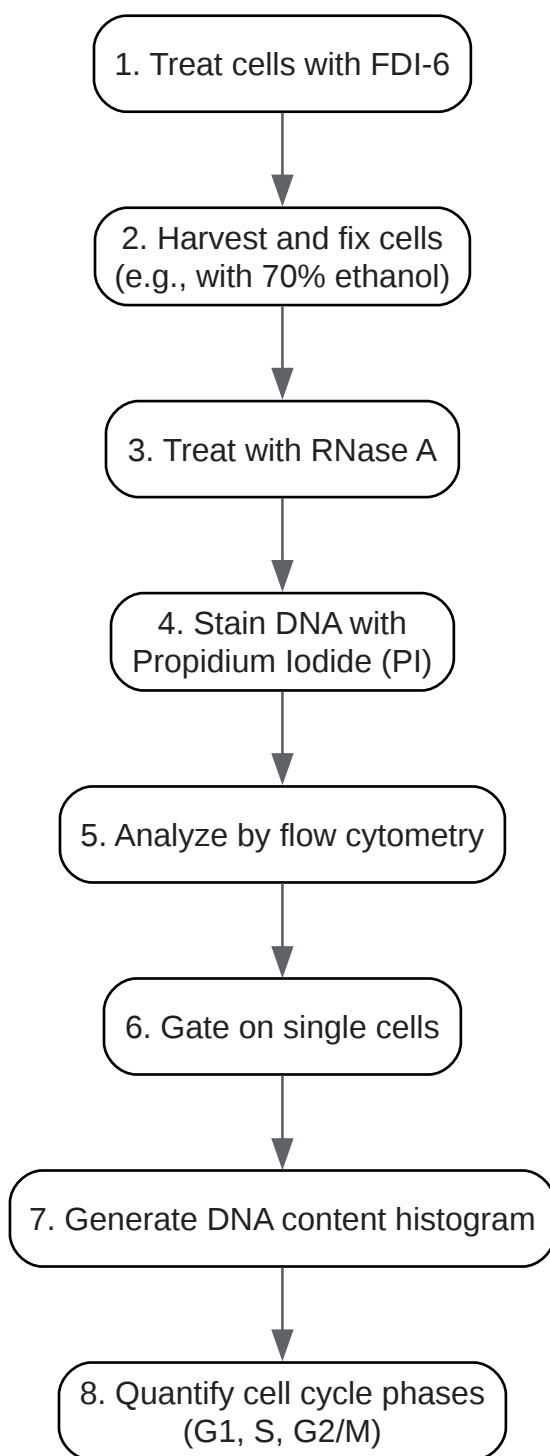 1. Treat cells with FDI-6
2. Harvest and fix cells
(e.g., with 70% ethanol)
3. Treat with RNase A
4. Stain DNA with
Propidium Iodide (PI)
5. Analyze by flow cytometry
6. Gate on single cells
7. Generate DNA content histogram
8. Quantify cell cycle phases
(G1, S, G2/M)